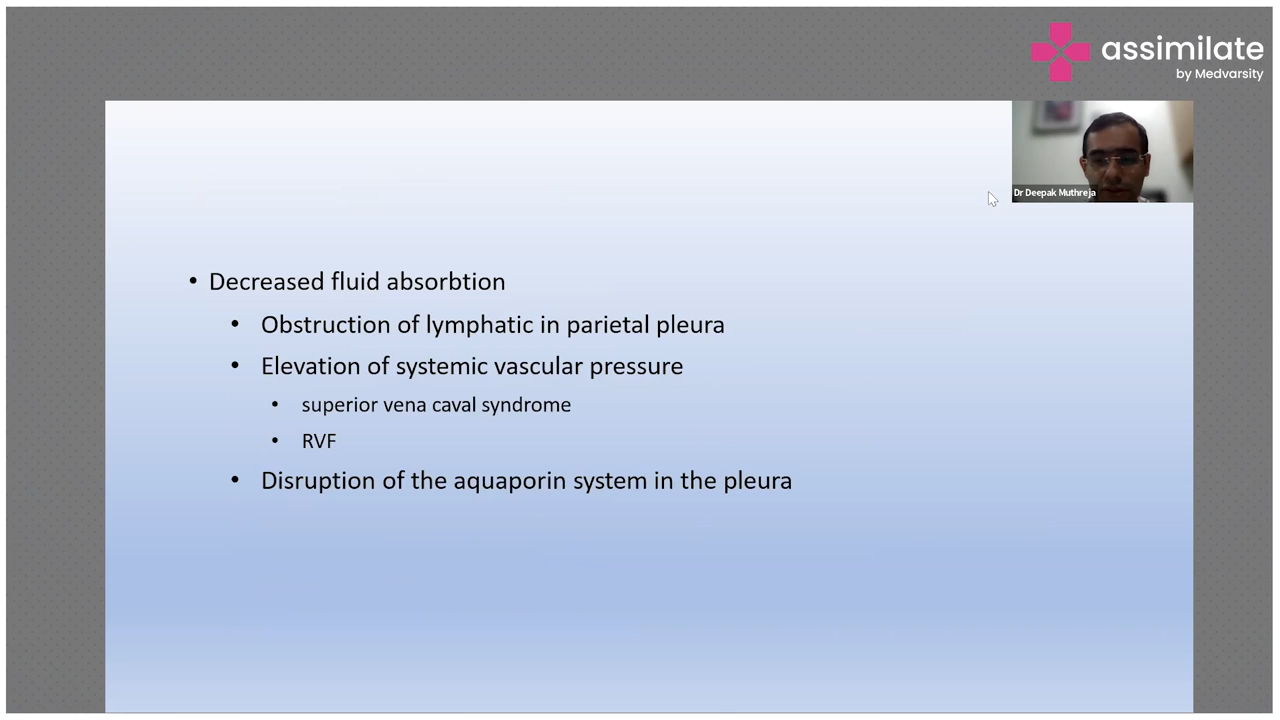 assimilate
by Medvarsity
Dr Deepak Muthreja
• Decreased fluid absorbtion
• Obstruction of lymphatic in parietal pleura
• Elevation of systemic vascular pressure
• superior vena caval syndrome
• RVF
• Disruption of the aquaporin system in the pleura